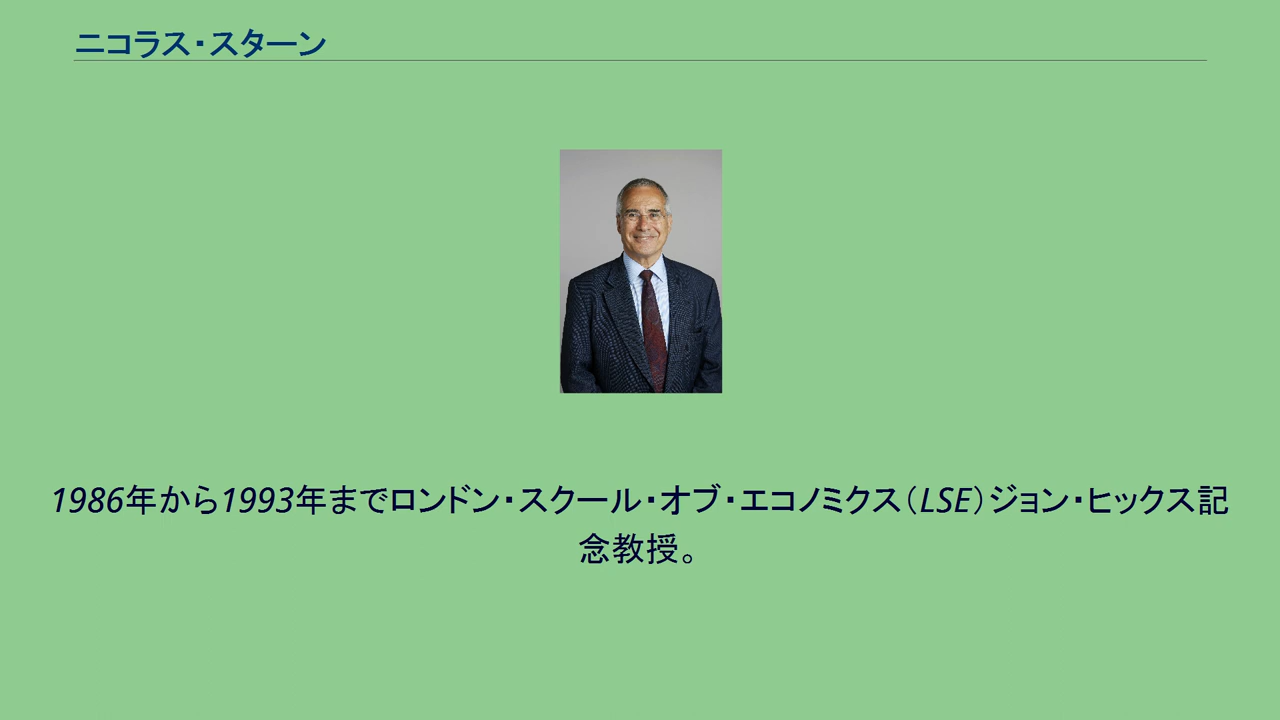 ニコラス・スターン
1986年から1993年までロンドン・スクール・オブ・エコノミクス（LSE）ジョン・ヒックス記
念教授。